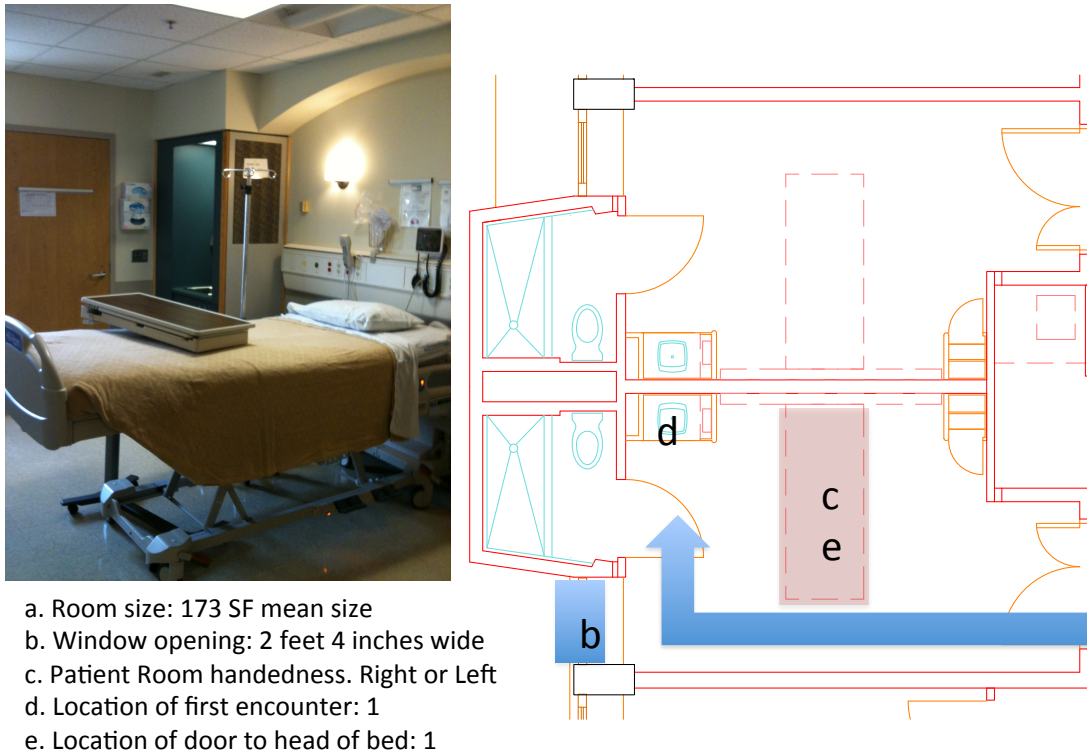 d
c
e
b
a. Room size: 173 SF mean size
b. Window opening: 2 feet 4 inches wide
c. Patient Room handedness. Right or Left
d. Location of first encounter: 1
e. Location of door to head of bed: 1